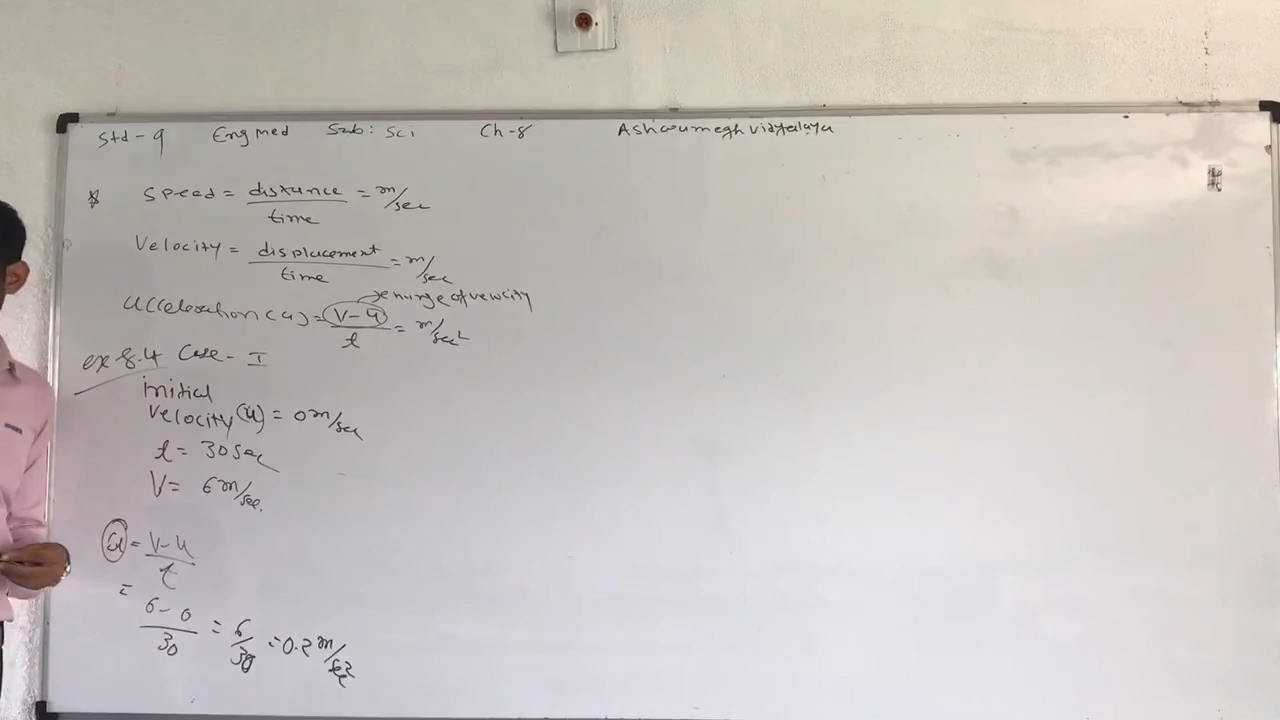 Std-9 Eng med Sub: Sci Ch-8 Ashwamegh vidyalaya
* Speed = distance/time = m/sec
Velocity = displacement/time = m/sec
change of velocity
acceleration (a) = v-u/t = m/sec²
ex 8.4 Case - I
initial
velocity (u) = 0 m/sec
t = 30 sec
V = 6 m/sec.
a = v-u/t
= 6-0/30 = 6/30 = 0.2 m/sec²